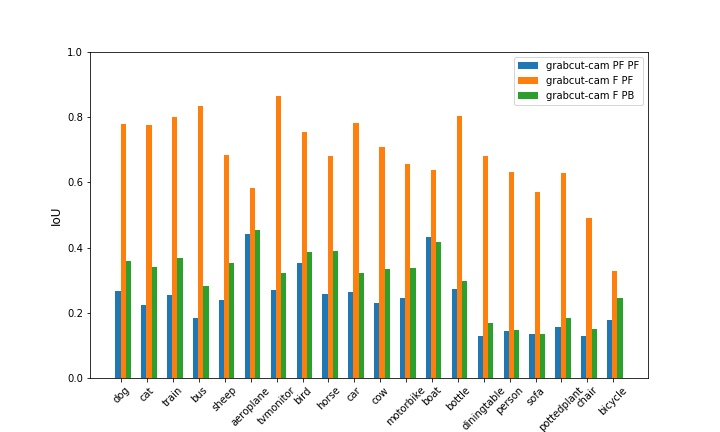 grabcut-cam PF PF
grabcut-cam F PF
grabcut-cam F PB
IoU
1.0
0.8
0.6
0.4
0.2
0.0
dog
cat
train
bus
sheep
aeroplane
tvmonitor
bird
horse
car
cow
motorbike
boat
bottle
diningtable
person
sofa
pottedplant
chair
bicycle